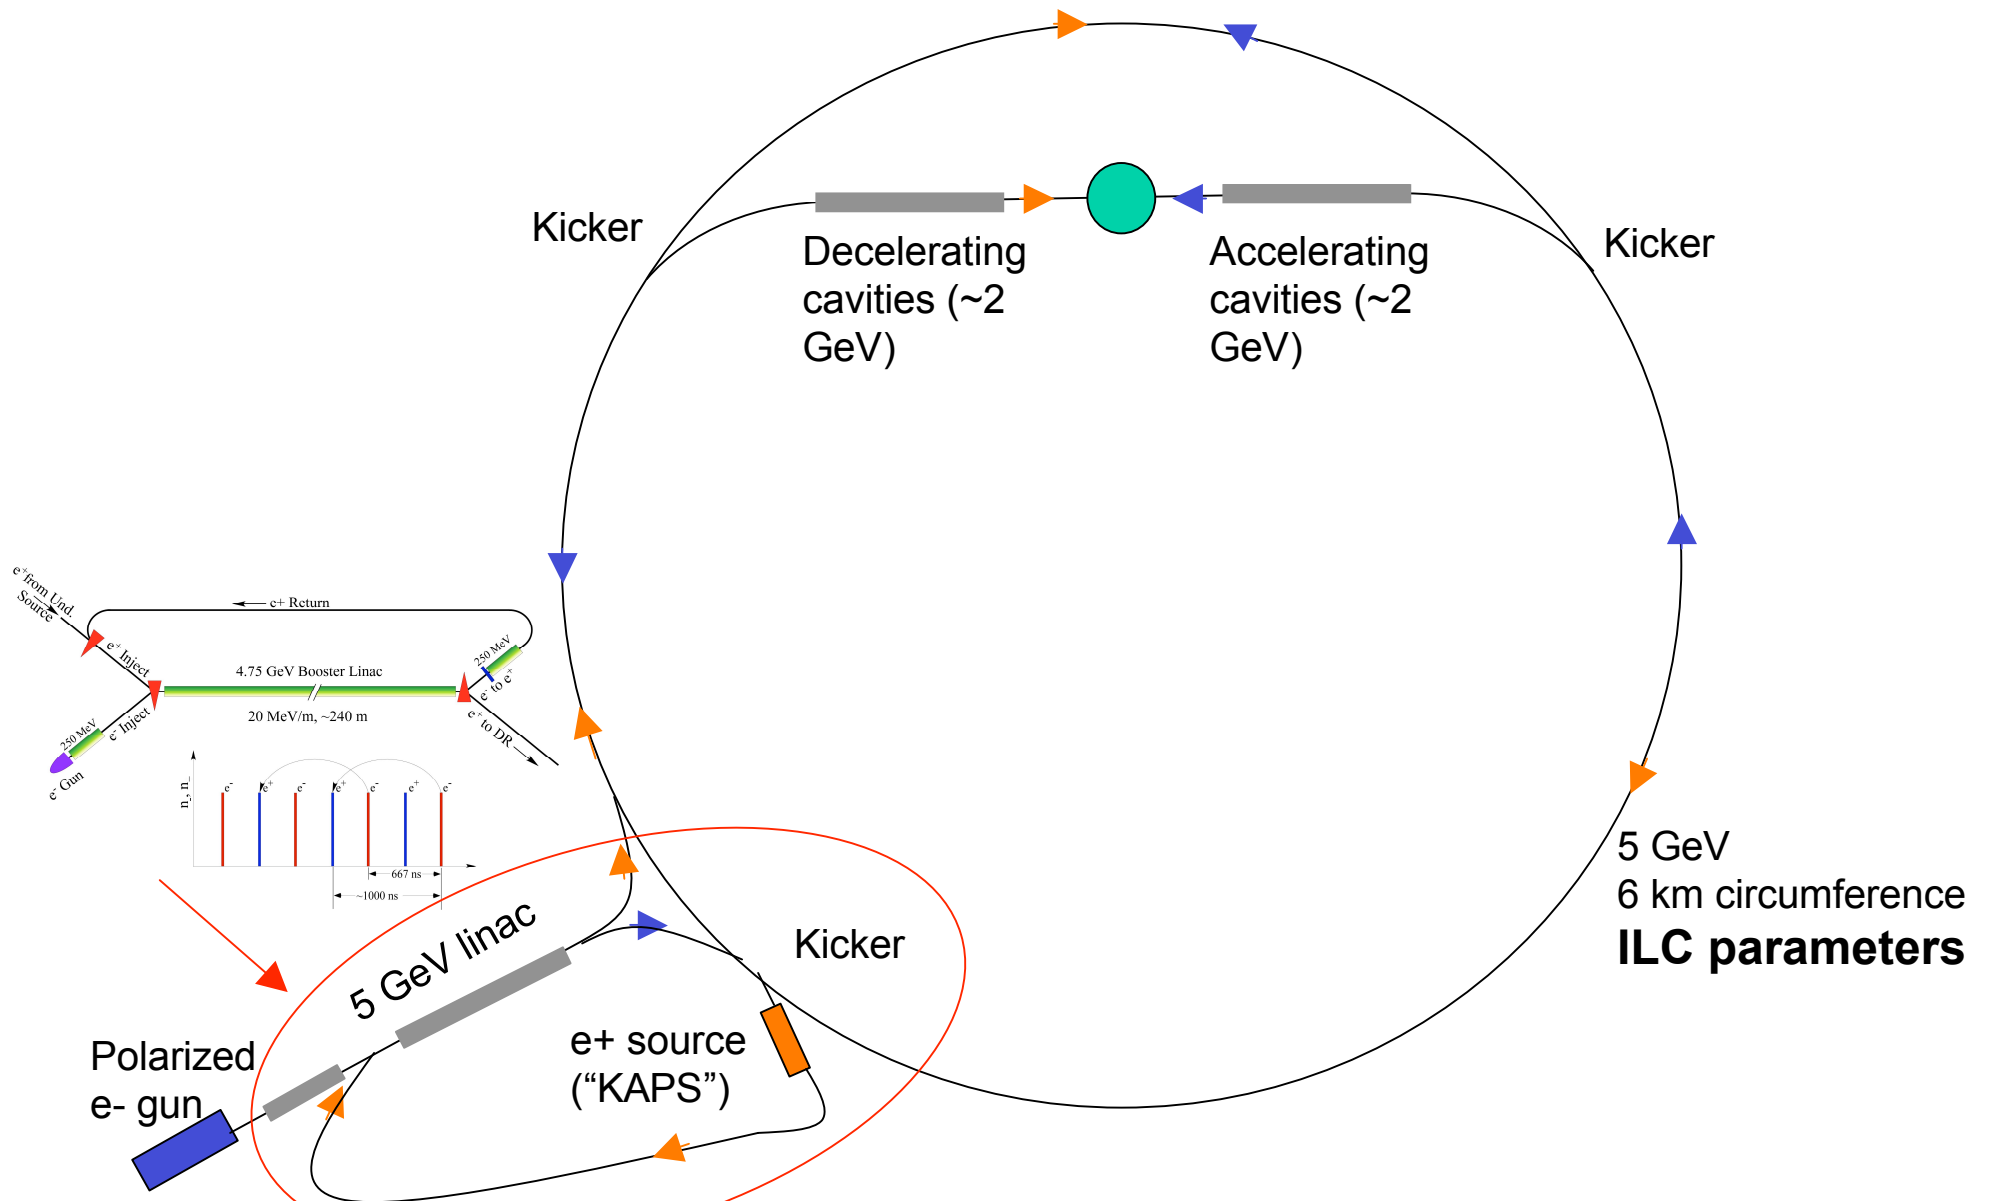 Kicker
Decelerating
cavities (~2
GeV)
Accelerating
cavities (~2
GeV)
Kicker
e+from Und.
Source
e+ Inject
e+ Return
4.75 GeV Booster Linac
20 MeV/m, ~240 m
250 MeV
e- to e+
e+ to DR
250 MeV
e- Inject
e- Gun
n-, n-
e-
e+
e-
e+
e-
e+
e-
667 ns
~1000 ns
5 GeV linac
Kicker
5 GeV
6 km circumference
ILC parameters
Polarized
e- gun
e+ source
(“KAPS”)